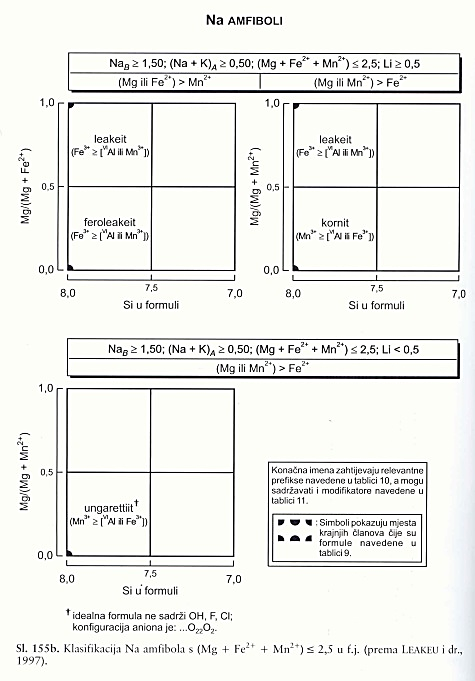 Na AMFIBOLI
Na_B ≥ 1,50; (Na + K)_A ≥ 0,50; (Mg + Fe²⁺ + Mn²⁺) ≤ 2,5; Li ≥ 0,5
(Mg ili Fe²⁺) > Mn²⁺
(Mg ili Mn²⁺) > Fe²⁺
Mg/(Mg + Fe²⁺)
1,0
0,5
0,0
leakeit
(Fe³⁺ ≥ [ⱽᴵAl ili Mn³⁺])
feroleakeit
(Fe³⁺ ≥ [ⱽᴵAl ili Mn³⁺])
8,0
7,5
7,0
Si u formuli
Mg/(Mg + Mn²⁺)
1,0
0,5
0,0
leakeit
(Fe³⁺ ≥ [ⱽᴵAl ili Mn³⁺])
kornit
(Mn³⁺ ≥ [ⱽᴵAl ili Fe³⁺])
8,0
7,5
7,0
Si u formuli
Na_B ≥ 1,50; (Na + K)_A ≥ 0,50; (Mg + Fe²⁺ + Mn²⁺) ≤ 2,5; Li < 0,5
(Mg ili Mn²⁺) > Fe²⁺
Mg/(Mg + Mn²⁺)
1,0
0,5
0,0
ungarettiit†
(Mn³⁺ ≥ [ⱽᴵAl ili Fe³⁺])
8,0
7,5
7,0
Si u formuli
Konačna imena zahtijevaju relevantne
prefikse navedene u tablici 10, a mogu
sadržavati i modifikatore navedene u
tablici 11.
: Simboli pokazuju mjesta
krajnjih članova čije su
formule navedene u
tablici 9.
† idealna formula ne sadrži OH, F, Cl;
konfiguracija aniona je: ...O₂₂O₂.
Sl. 155b. Klasifikacija Na amfibola s (Mg + Fe²⁺ + Mn²⁺) ≤ 2,5 u f.j. (prema LEAKEU i dr.,
1997).